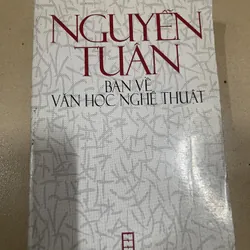 NGUYỄN
TUÂN
BÀN VỀ
VĂN HỌC NGHỆ THUẬT